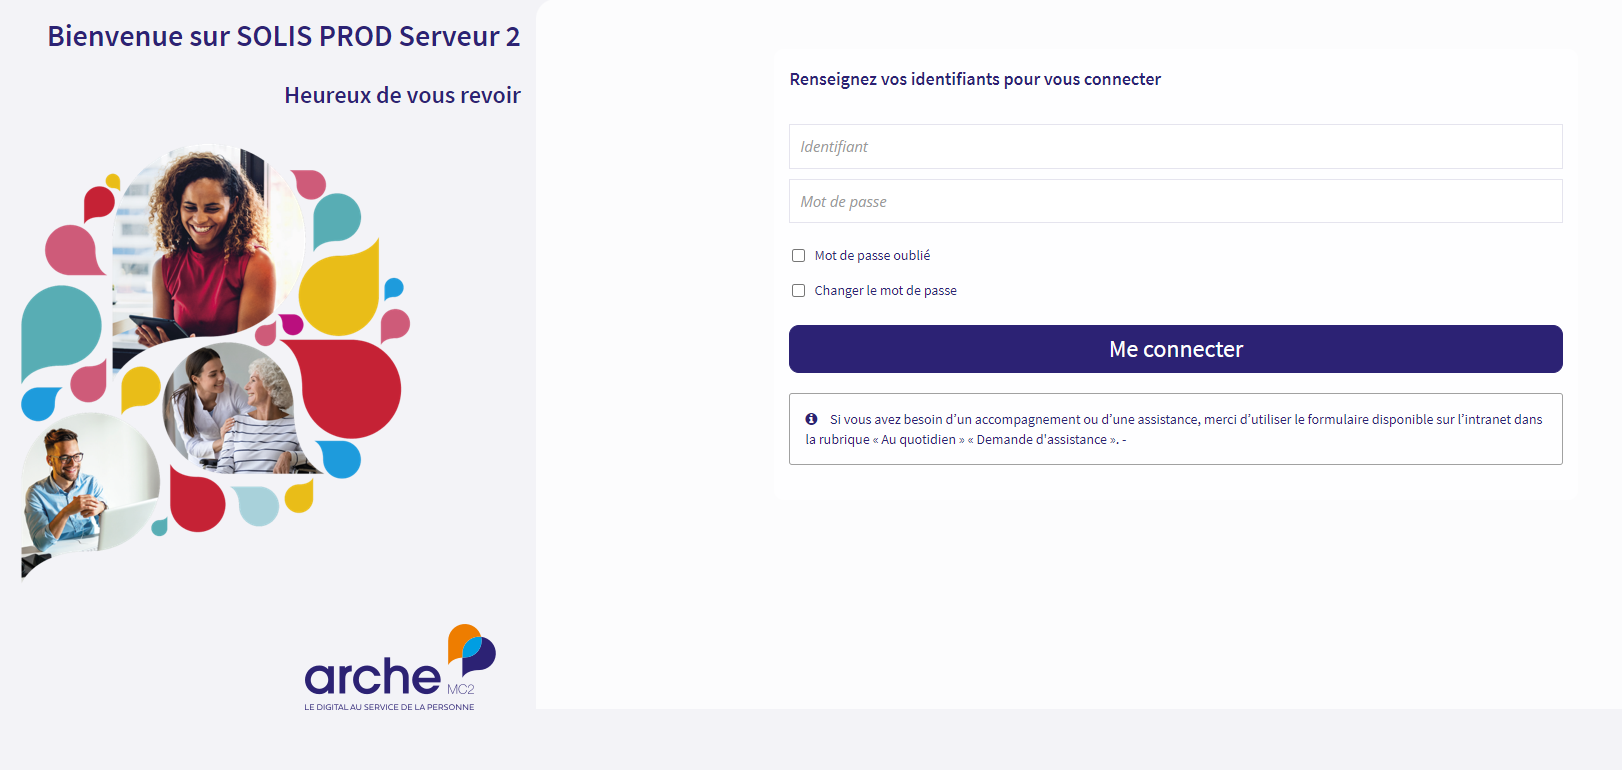 Bienvenue sur SOLIS PROD Serveur 2
Heureux de vous revoir
arche
MC2
LE DIGITAL AU SERVICE DE LA PERSONNE
Renseignez vos identifiants pour vous connecter
Identifiant
Mot de passe
Mot de passe oublié
Changer le mot de passe
Me connecter
Si vous avez besoin d’un accompagnement ou d’une assistance, merci d’utiliser le formulaire disponible sur l’intranet dans
la rubrique « Au quotidien » « Demande d'assistance ». -